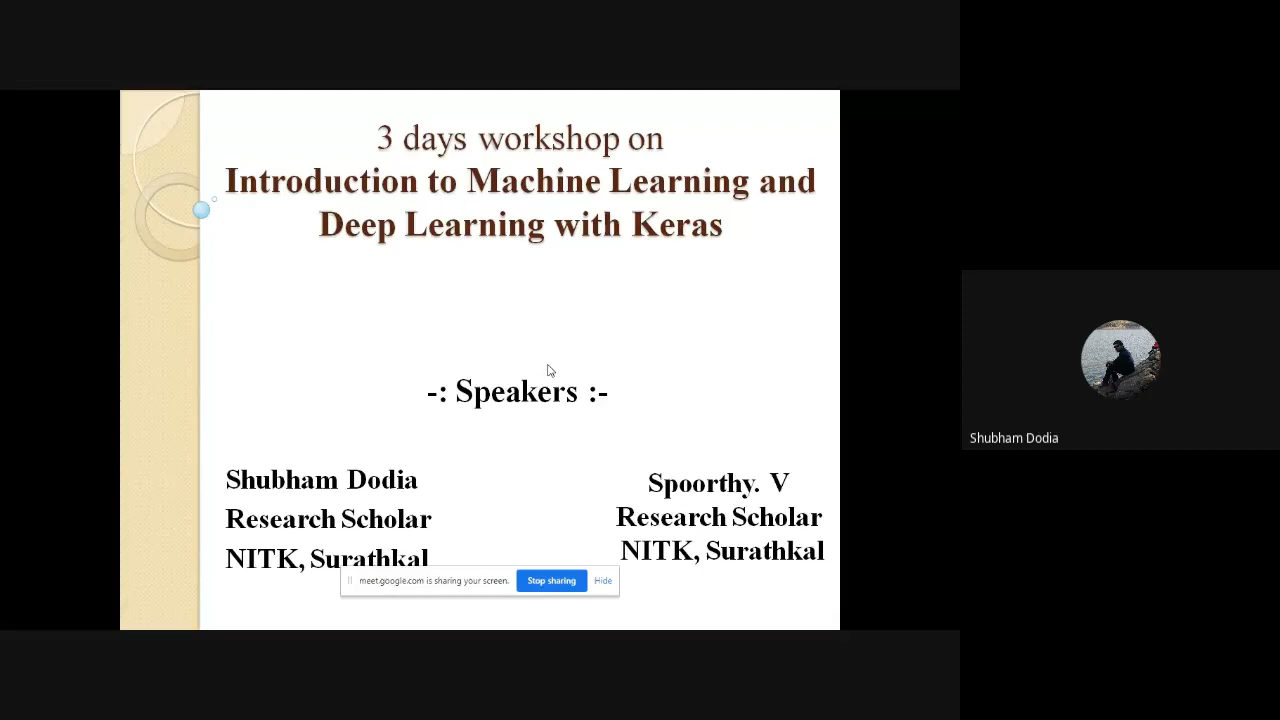 3 days workshop on
Introduction to Machine Learning and
Deep Learning with Keras
-: Speakers :-
Shubham Dodia
Research Scholar
NITK, Surathkal
Spoorthy. V
Research Scholar
NITK, Surathkal
meet.google.com is sharing your screen.
Stop sharing
Hide
Shubham Dodia